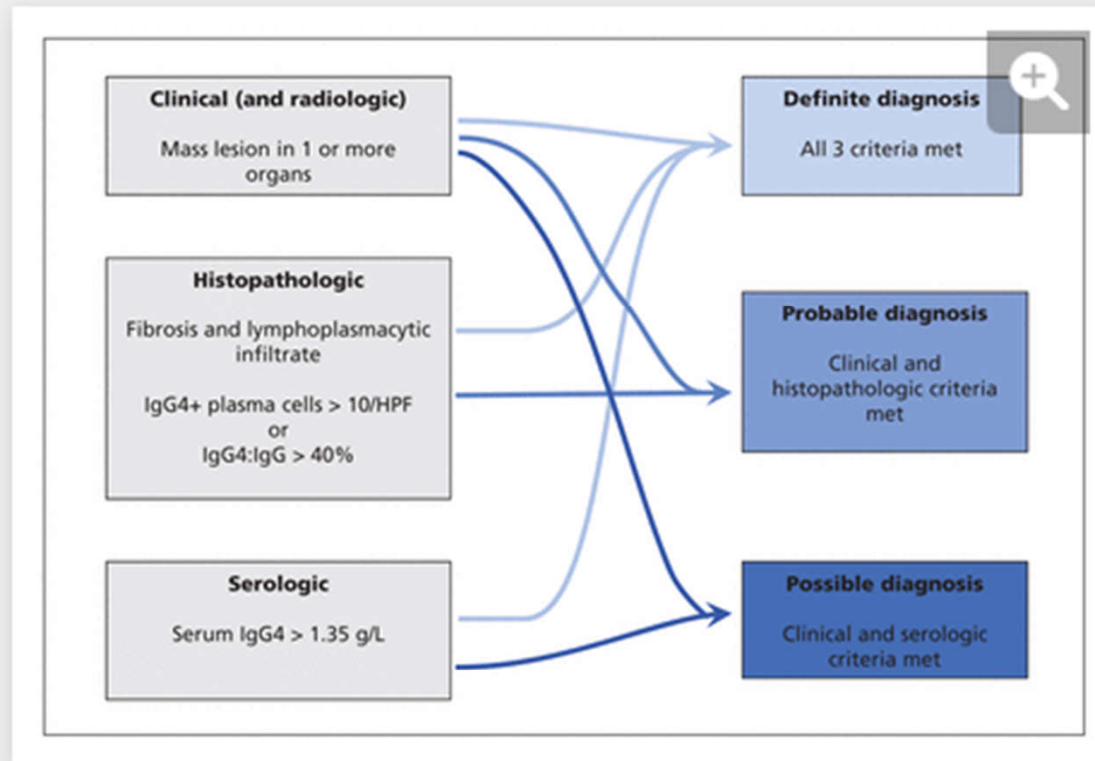 Clinical (and radiologic)
Mass lesion in 1 or more
organs
Histopathologic
Fibrosis and lymphoplasmacytic
infiltrate
IgG4+ plasma cells > 10/HPF
or
IgG4:IgG > 40%
Serologic
Serum IgG4 > 1.35 g/L
Definite diagnosis
All 3 criteria met
Probable diagnosis
Clinical and
histopathologic criteria
met
Possible diagnosis
Clinical and serologic
criteria met